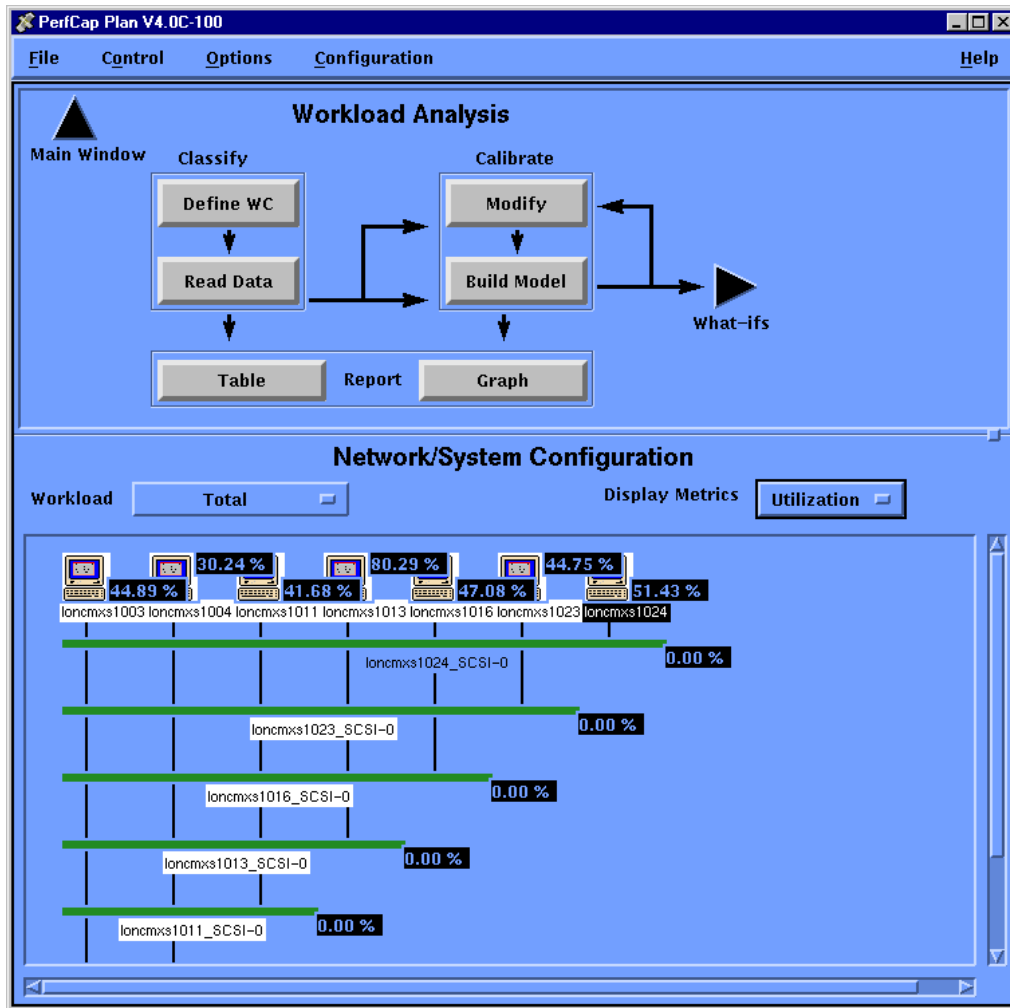 PerfCap Plan V4.0C-100
File Control Options Configuration Help
Workload Analysis
Main Window
Classify Calibrate
Define WC Modify
Read Data Build Model
What-ifs
Table Report Graph
Network/System Configuration
Workload Total Display Metrics Utilization
30.24 % 80.29 % 44.75 %
44.89 % 41.68 % 47.08 % 51.43 %
loncmxs1003 loncmxs1004 loncmxs1011 loncmxs1013 loncmxs1016 loncmxs1023 loncmxs1024
loncmxs1024_SCSI-0 0.00 %
loncmxs1023_SCSI-0 0.00 %
loncmxs1016_SCSI-0 0.00 %
loncmxs1013_SCSI-0 0.00 %
loncmxs1011_SCSI-0 0.00 %